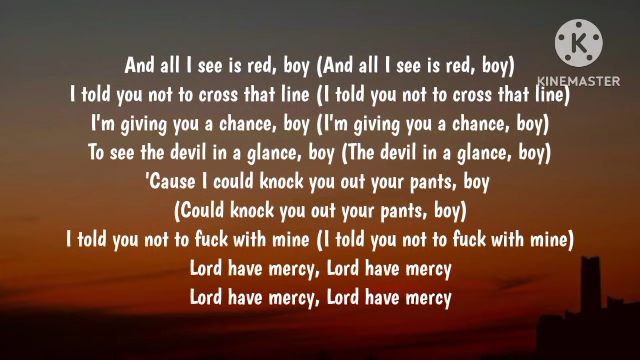 And all I see is red, boy (And all I see is red, boy)
I told you not to cross that line (I told you not to cross that line)
I'm giving you a chance, boy (I'm giving you a chance, boy)
To see the devil in a glance, boy (The devil in a glance, boy)
'Cause I could knock you out your pants, boy
(Could knock you out your pants, boy)
I told you not to fuck with mine (I told you not to fuck with mine)
Lord have mercy, Lord have mercy
Lord have mercy, Lord have mercy
K
KINEMASTER